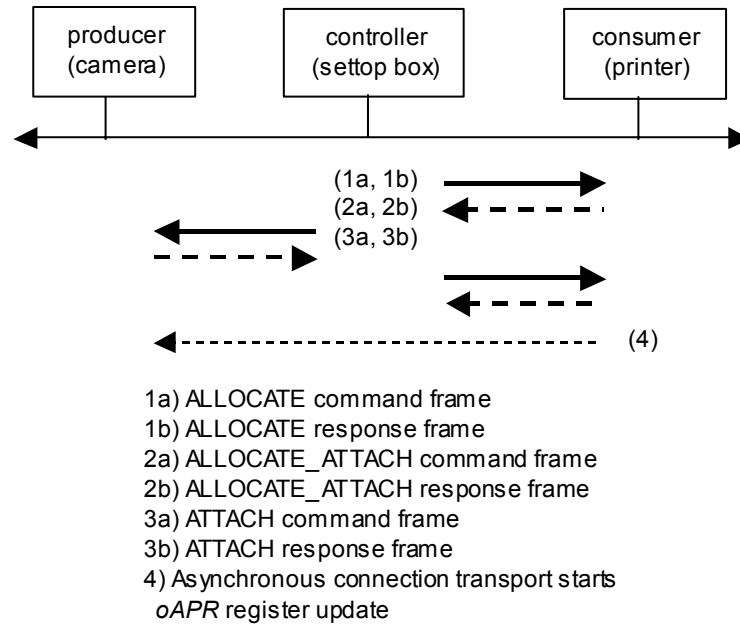 producer
(camera)
controller
(settop box)
consumer
(printer)
(1a, 1b)
(2a, 2b)
(3a, 3b)
(4)
1a) ALLOCATE command frame
1b) ALLOCATE response frame
2a) ALLOCATE_ATTACH command frame
2b) ALLOCATE_ATTACH response frame
3a) ATTACH command frame
3b) ATTACH response frame
4) Asynchronous connection transport starts
oAPR register update